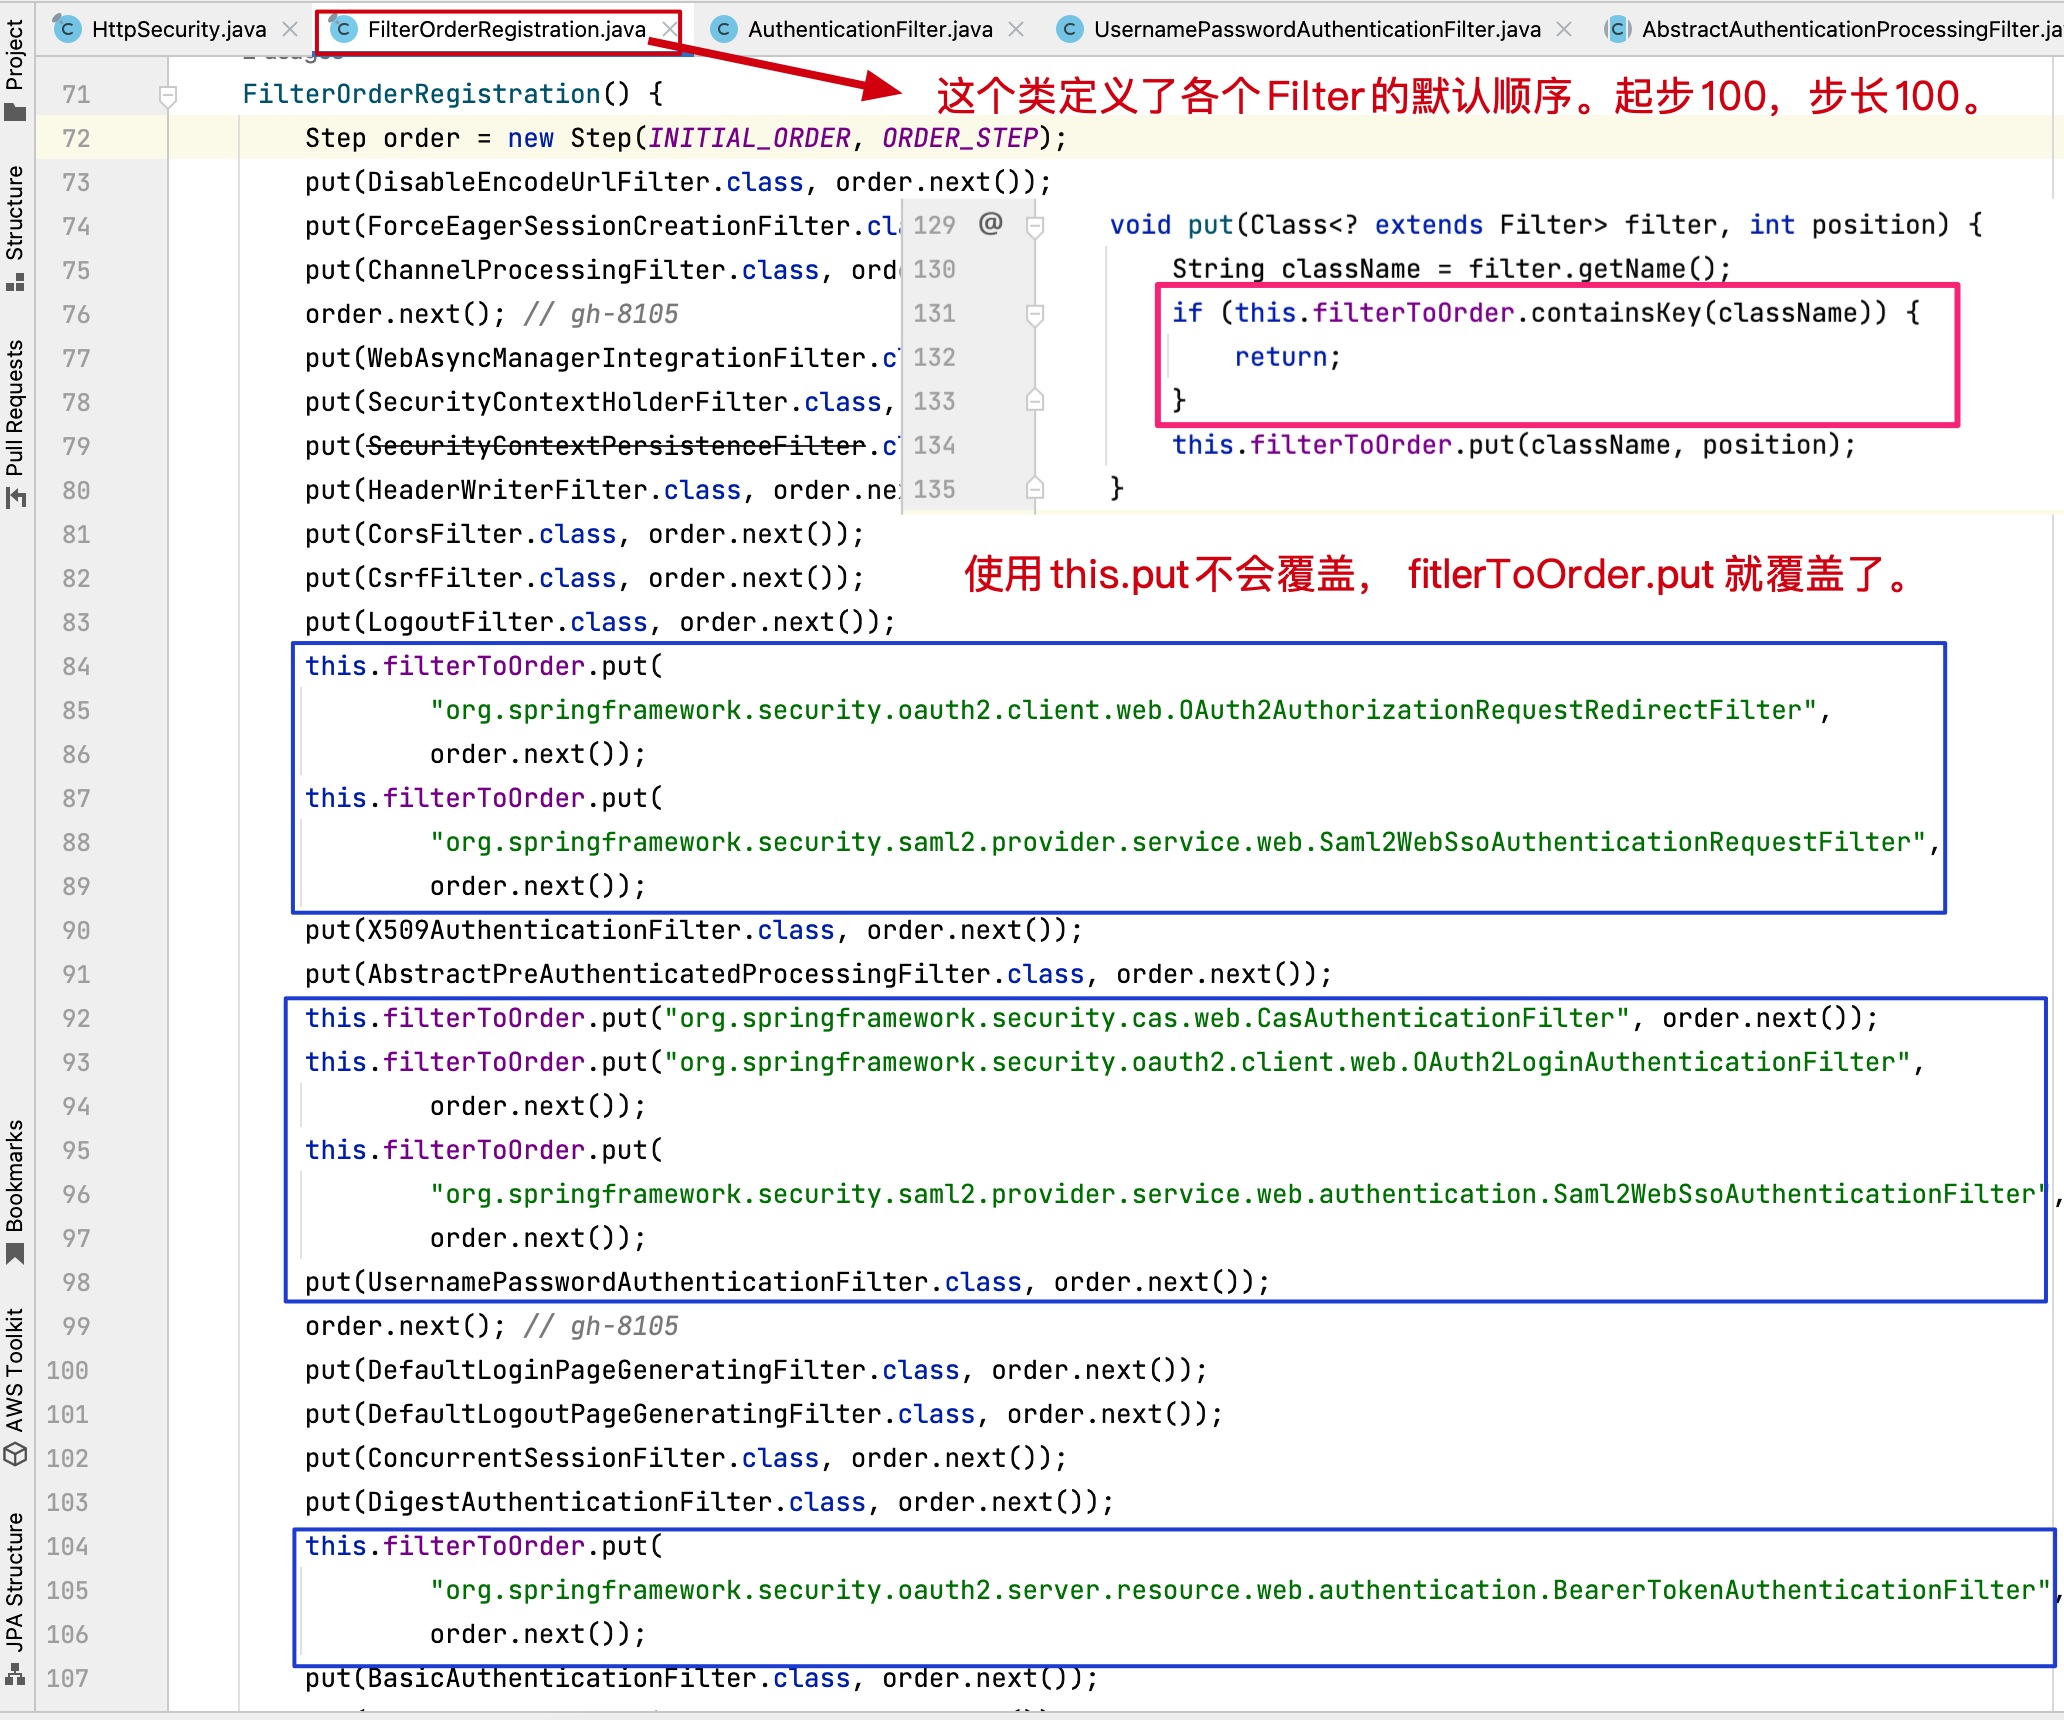 HttpSecurity.java
FilterOrderRegistration.java
AuthenticationFilter.java
UsernamePasswordAuthenticationFilter.java
AbstractAuthenticationProcessingFilter.ja
Project
Structure
Pull Requests
Bookmarks
AWS Toolkit
JPA Structure
71 FilterOrderRegistration() {
这个类定义了各个Filter的默认顺序。起步100，步长100。
72 Step order = new Step(INITIAL_ORDER, ORDER_STEP);
73 put(DisableEncodeUrlFilter.class, order.next());
74 put(ForceEagerSessionCreationFilter.cl
75 put(ChannelProcessingFilter.class, ord
76 order.next(); // gh-8105
77 put(WebAsyncManagerIntegrationFilter.c
78 put(SecurityContextHolderFilter.class,
79 put(SecurityContextPersistenceFilter.c
80 put(HeaderWriterFilter.class, order.ne
129 @ void put(Class<? extends Filter> filter, int position) {
130 String className = filter.getName();
131 if (this.filterToOrder.containsKey(className)) {
132 return;
133 }
134 this.filterToOrder.put(className, position);
135 }
81 put(CorsFilter.class, order.next());
82 put(CsrfFilter.class, order.next());
使用this.put不会覆盖， fitlerToOrder.put 就覆盖了。
83 put(LogoutFilter.class, order.next());
84 this.filterToOrder.put(
85 "org.springframework.security.oauth2.client.web.OAuth2AuthorizationRequestRedirectFilter",
86 order.next());
87 this.filterToOrder.put(
88 "org.springframework.security.saml2.provider.service.web.Saml2WebSsoAuthenticationRequestFilter",
89 order.next());
90 put(X509AuthenticationFilter.class, order.next());
91 put(AbstractPreAuthenticatedProcessingFilter.class, order.next());
92 this.filterToOrder.put("org.springframework.security.cas.web.CasAuthenticationFilter", order.next());
93 this.filterToOrder.put("org.springframework.security.oauth2.client.web.OAuth2LoginAuthenticationFilter",
94 order.next());
95 this.filterToOrder.put(
96 "org.springframework.security.saml2.provider.service.web.authentication.Saml2WebSsoAuthenticationFilter",
97 order.next());
98 put(UsernamePasswordAuthenticationFilter.class, order.next());
99 order.next(); // gh-8105
100 put(DefaultLoginPageGeneratingFilter.class, order.next());
101 put(DefaultLogoutPageGeneratingFilter.class, order.next());
102 put(ConcurrentSessionFilter.class, order.next());
103 put(DigestAuthenticationFilter.class, order.next());
104 this.filterToOrder.put(
105 "org.springframework.security.oauth2.server.resource.web.authentication.BearerTokenAuthenticationFilter",
106 order.next());
107 put(BasicAuthenticationFilter.class, order.next());